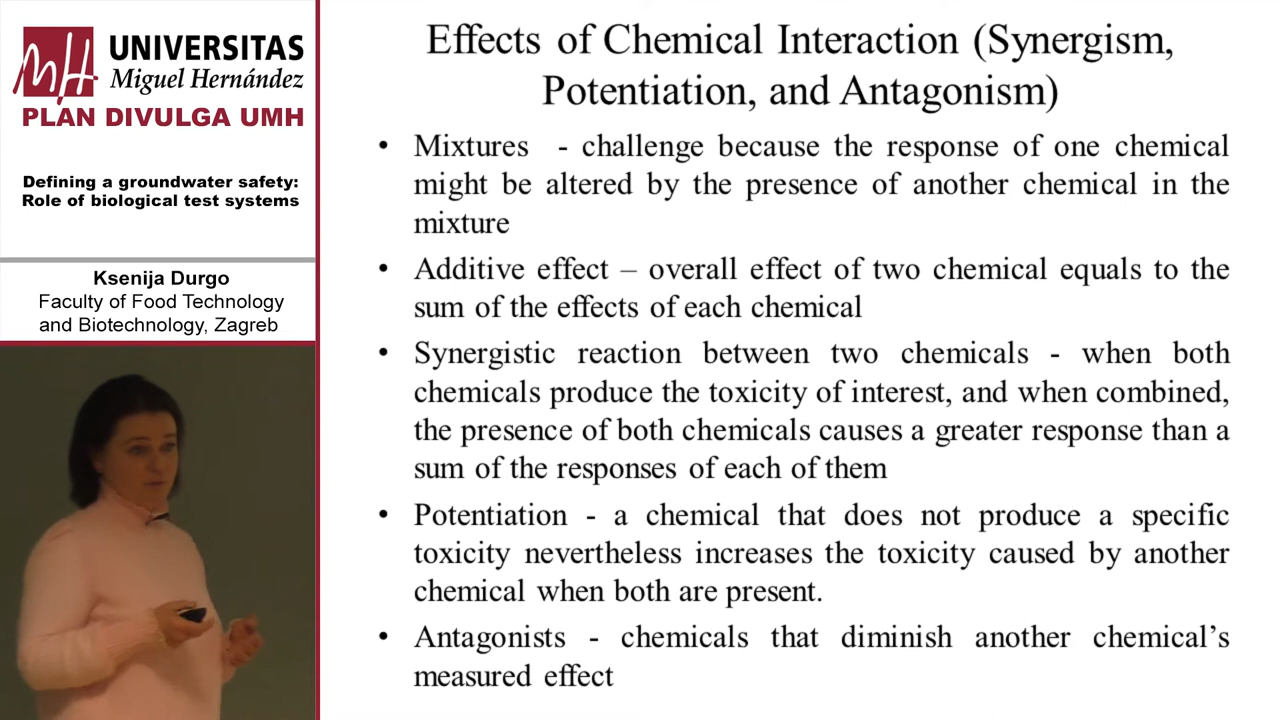 UNIVERSITAS
Miguel Hernández
PLAN DIVULGA UMH
Defining a groundwater safety:
Role of biological test systems
Ksenija Durgo
Faculty of Food Technology
and Biotechnology, Zagreb
Effects of Chemical Interaction (Synergism,
Potentiation, and Antagonism)
• Mixtures - challenge because the response of one chemical
might be altered by the presence of another chemical in the
mixture
• Additive effect – overall effect of two chemical equals to the
sum of the effects of each chemical
• Synergistic reaction between two chemicals - when both
chemicals produce the toxicity of interest, and when combined,
the presence of both chemicals causes a greater response than a
sum of the responses of each of them
• Potentiation - a chemical that does not produce a specific
toxicity nevertheless increases the toxicity caused by another
chemical when both are present.
• Antagonists - chemicals that diminish another chemical's
measured effect